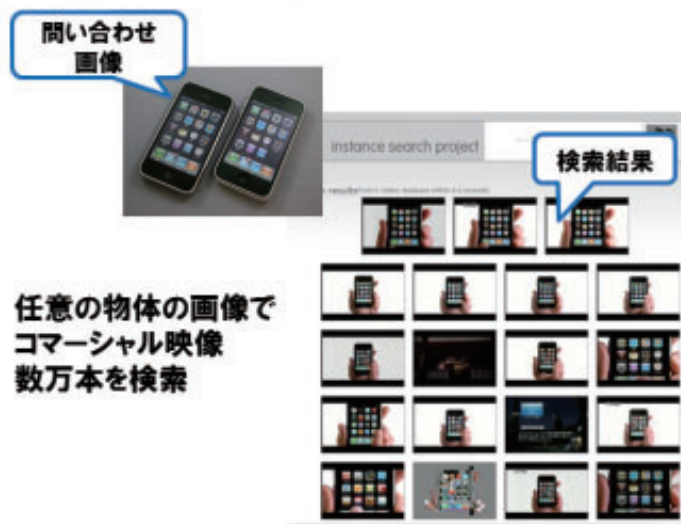 問い合わせ
画像
instance search project
検索結果
results
任意の物体の画像で
コマーシャル映像
数万本を検索